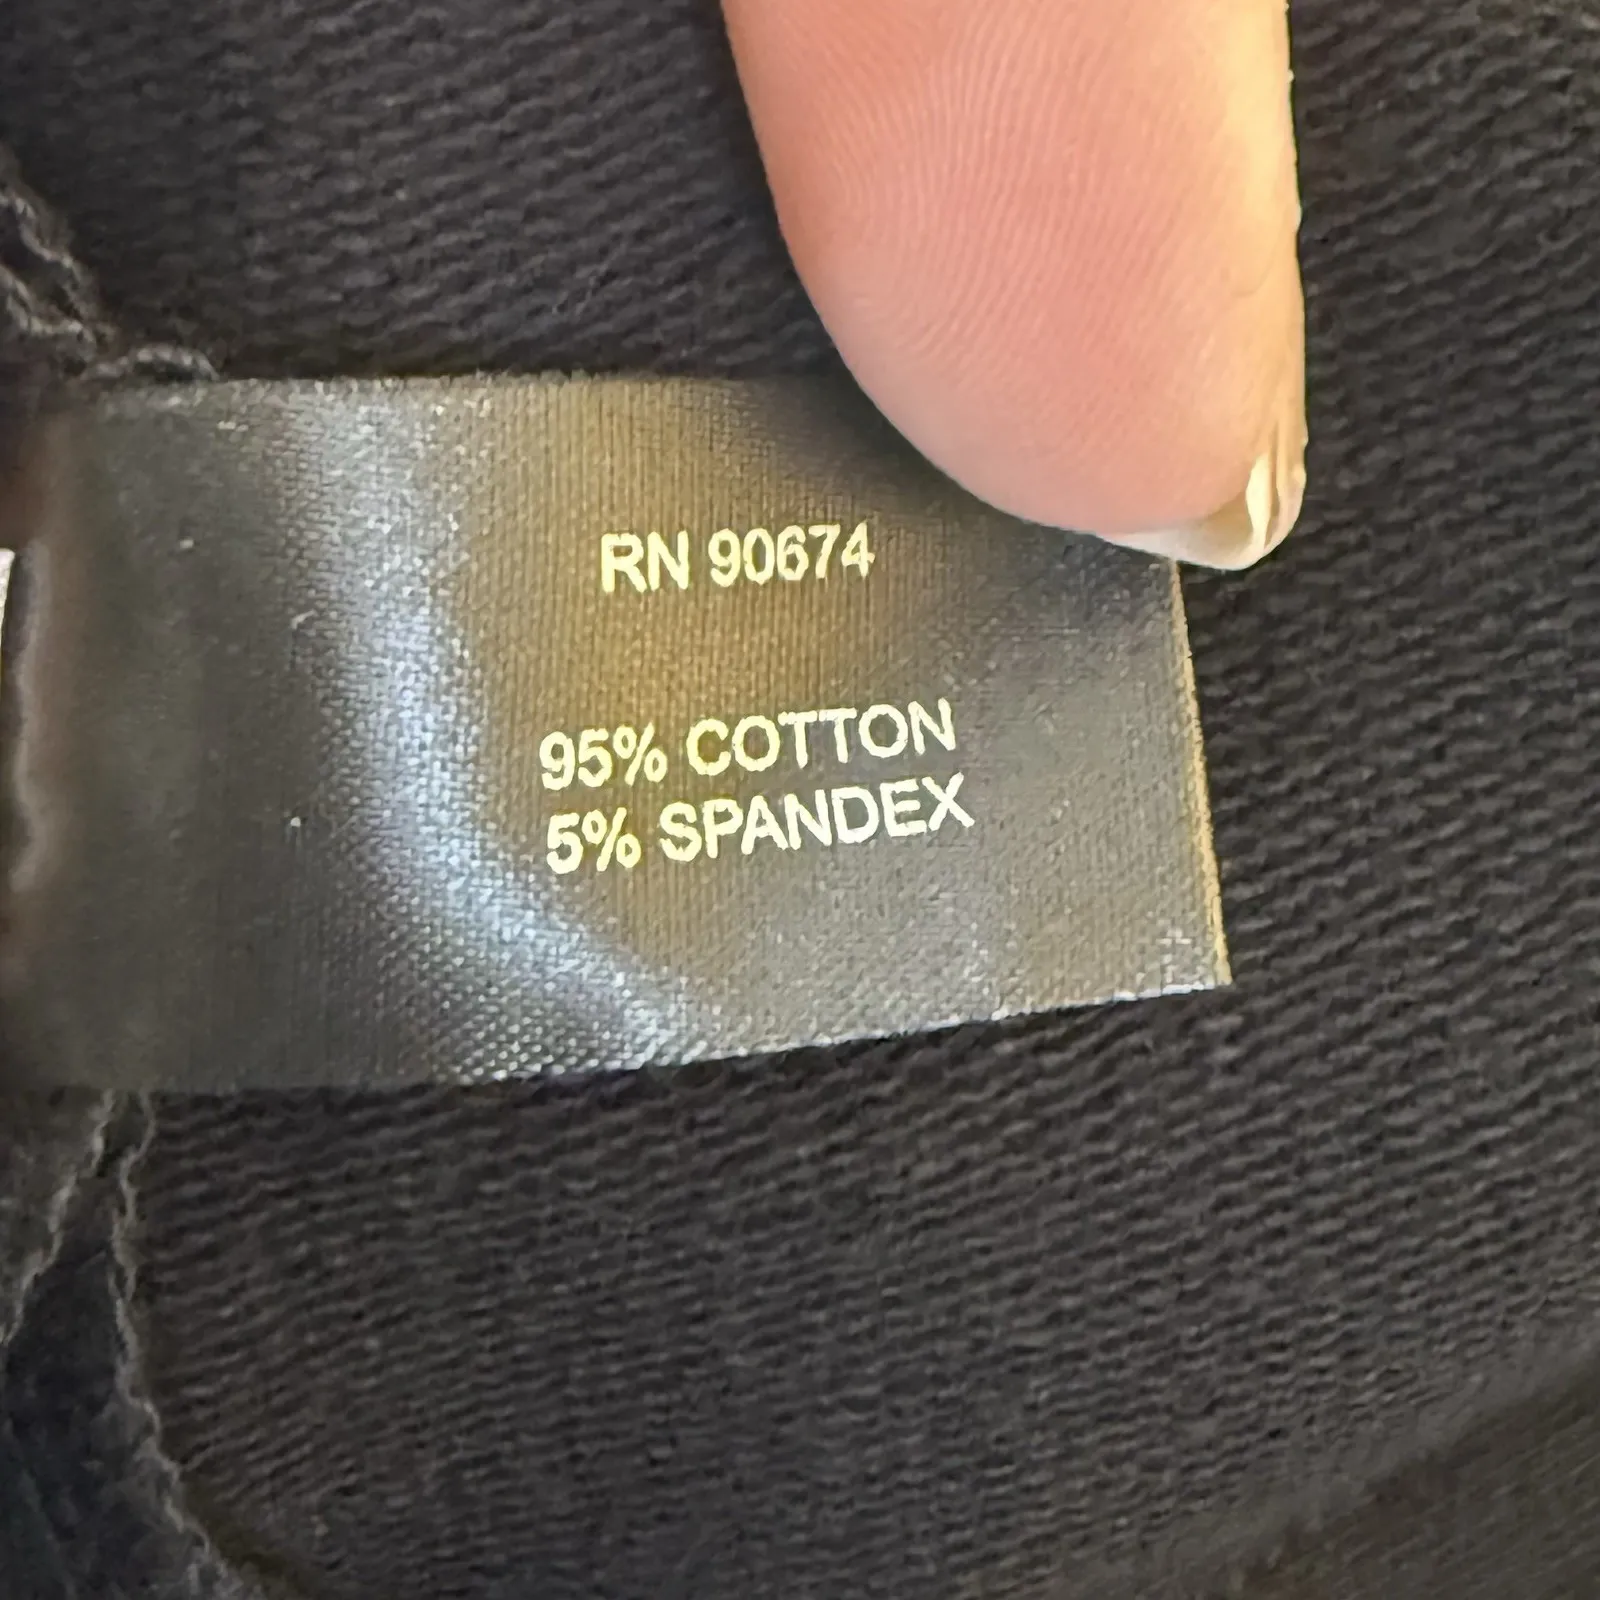 RN 90674
95% COTTON
5% SPANDEX